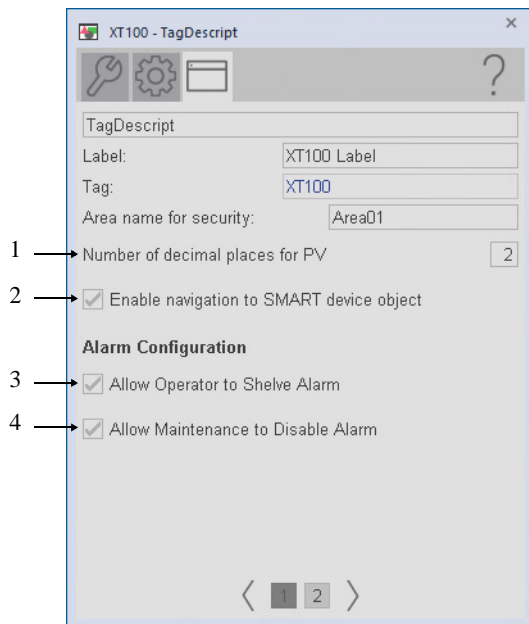 XT100 - TagDescript
TagDescript
Label: XT100 Label
Tag: XT100
Area name for security: Area01
1 Number of decimal places for PV 2
2 Enable navigation to SMART device object
Alarm Configuration
3 Allow Operator to Shelve Alarm
4 Allow Maintenance to Disable Alarm
1 2